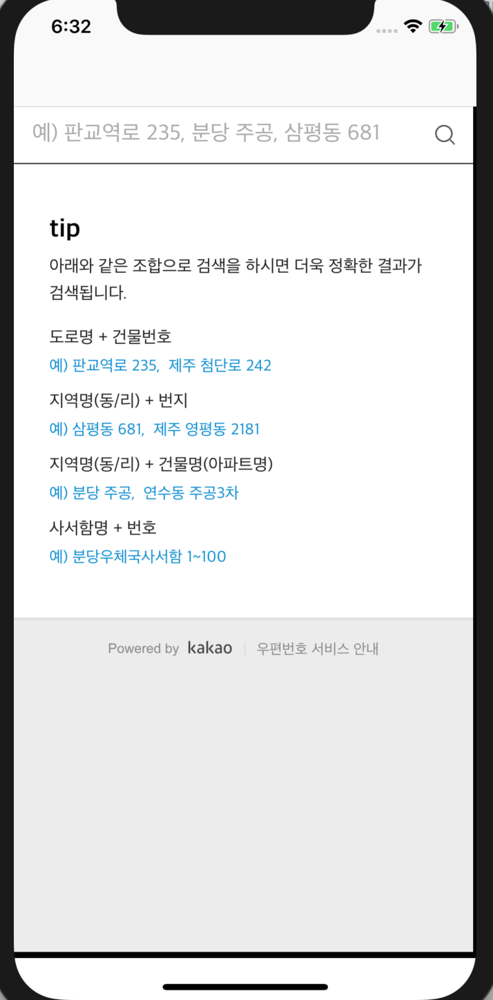 6:32
예) 판교역로 235, 분당 주공, 삼평동 681
tip
아래와 같은 조합으로 검색을 하시면 더욱 정확한 결과가
검색됩니다.
도로명 + 건물번호
예) 판교역로 235, 제주 첨단로 242
지역명(동/리) + 번지
예) 삼평동 681, 제주 영평동 2181
지역명(동/리) + 건물명(아파트명)
예) 분당 주공, 연수동 주공3차
사서함명 + 번호
예) 분당우체국사서함 1~100
Powered by kakao | 우편번호 서비스 안내